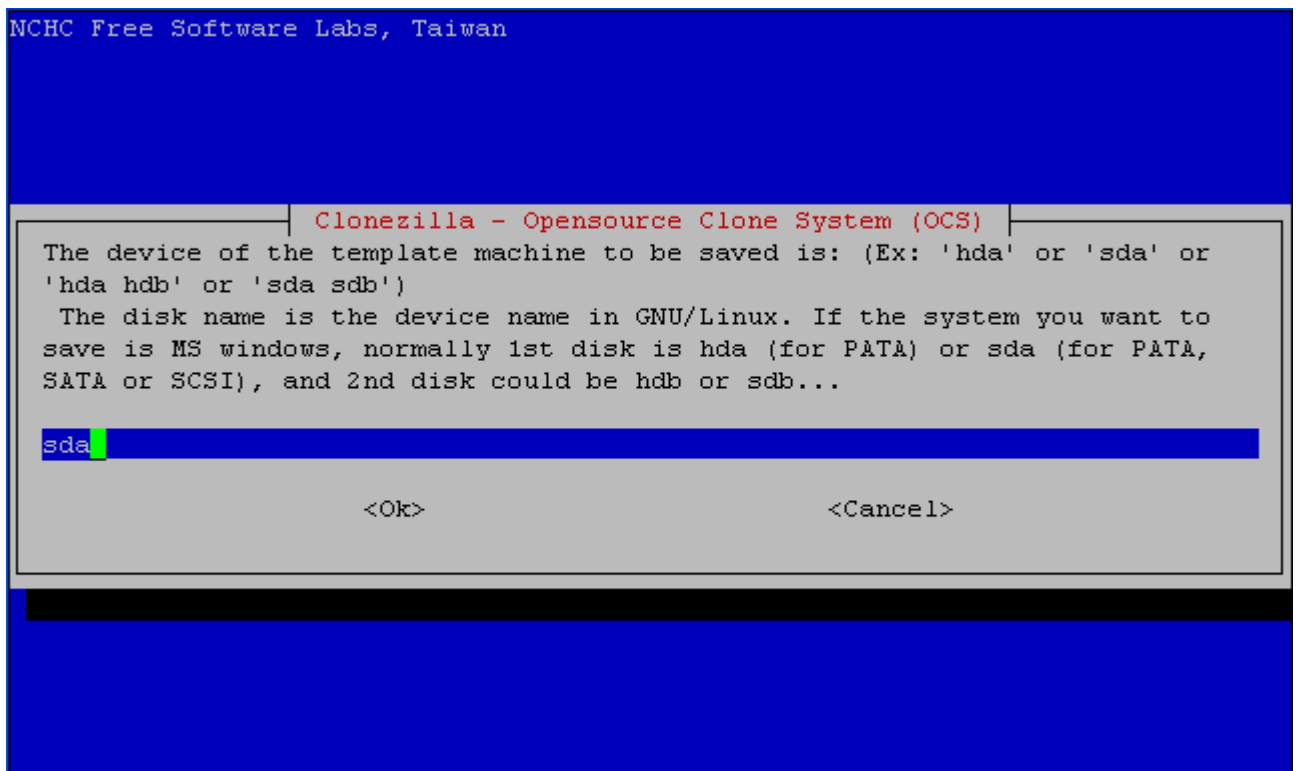 NCHC Free Software Labs, Taiwan
Clonezilla - Opensource Clone System (OCS)
The device of the template machine to be saved is: (Ex: 'hda' or 'sda' or
'hda hdb' or 'sda sdb')
The disk name is the device name in GNU/Linux. If the system you want to
save is MS windows, normally 1st disk is hda (for PATA) or sda (for PATA,
SATA or SCSI), and 2nd disk could be hdb or sdb...
sda
<Ok> <Cancel>